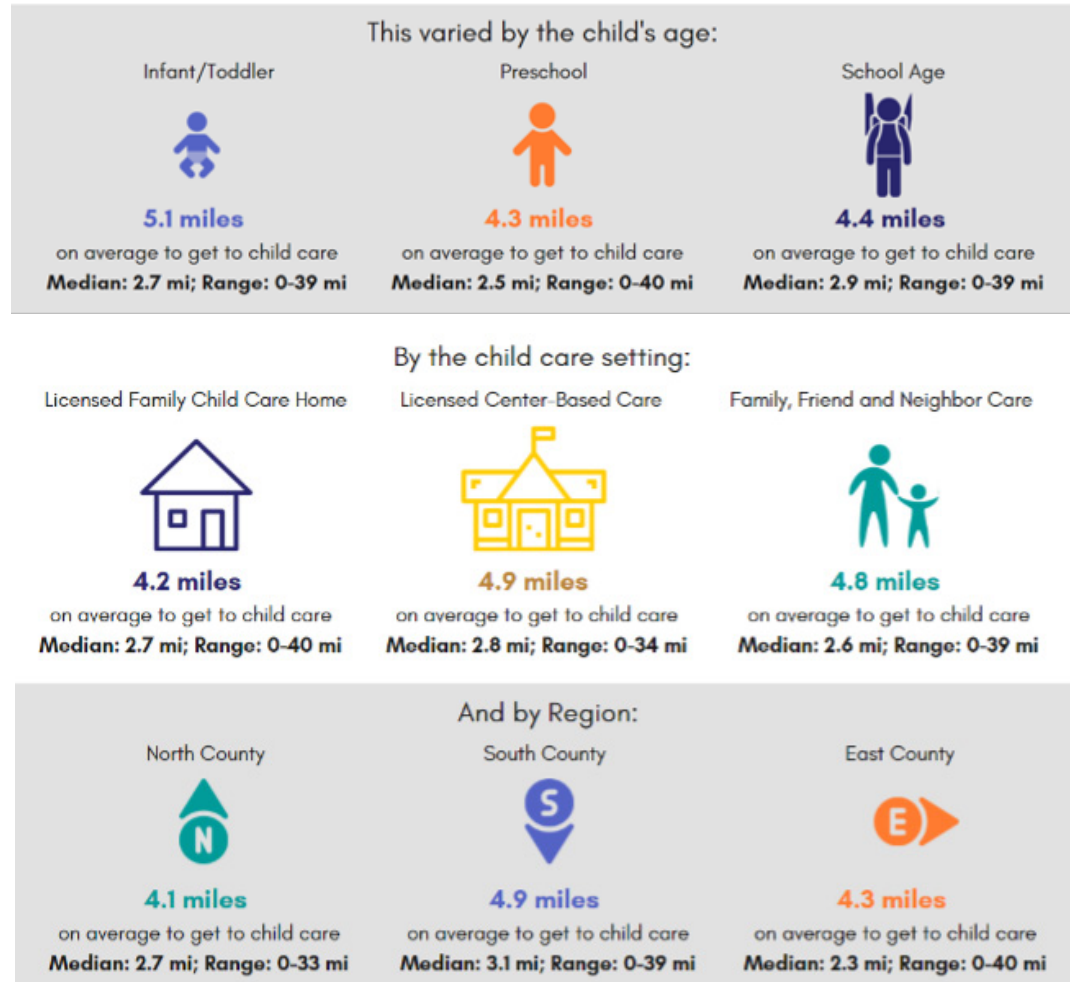 This varied by the child's age:
Infant/Toddler
Preschool
School Age
5.1 miles
4.3 miles
4.4 miles
on average to get to child care
on average to get to child care
on average to get to child care
Median: 2.7 mi; Range: 0-39 mi
Median: 2.5 mi; Range: 0-40 mi
Median: 2.9 mi; Range: 0-39 mi
By the child care setting:
Licensed Family Child Care Home
Licensed Center-Based Care
Family, Friend and Neighbor Care
4.2 miles
4.9 miles
4.8 miles
on average to get to child care
on average to get to child care
on average to get to child care
Median: 2.7 mi; Range: 0-40 mi
Median: 2.8 mi; Range: 0-34 mi
Median: 2.6 mi; Range: 0-39 mi
And by Region:
North County
South County
East County
N
S
E
4.1 miles
4.9 miles
4.3 miles
on average to get to child care
on average to get to child care
on average to get to child care
Median: 2.7 mi; Range: 0-33 mi
Median: 3.1 mi; Range: 0-39 mi
Median: 2.3 mi; Range: 0-40 mi